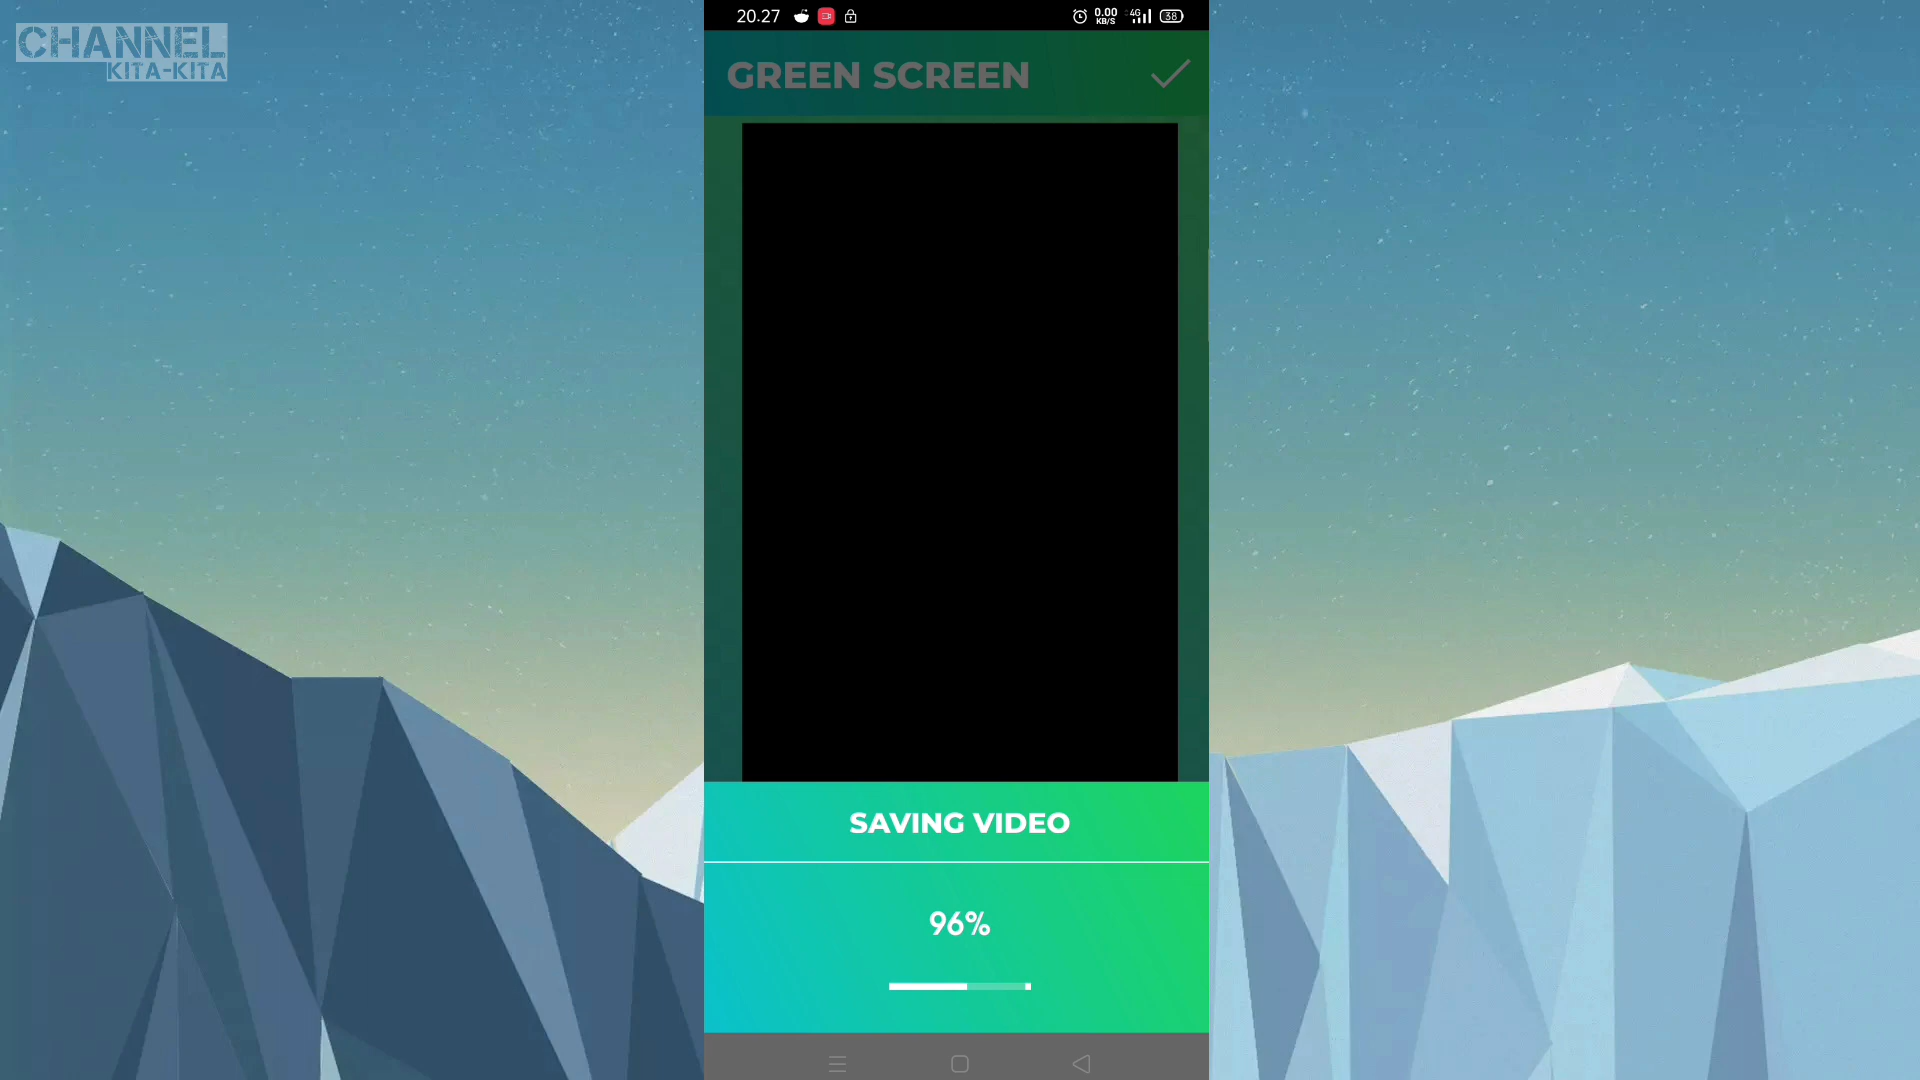 CHANNEL
KITA-KITA
20.27
0.00
KB/S
4G
38
GREEN SCREEN
SAVING VIDEO
96%